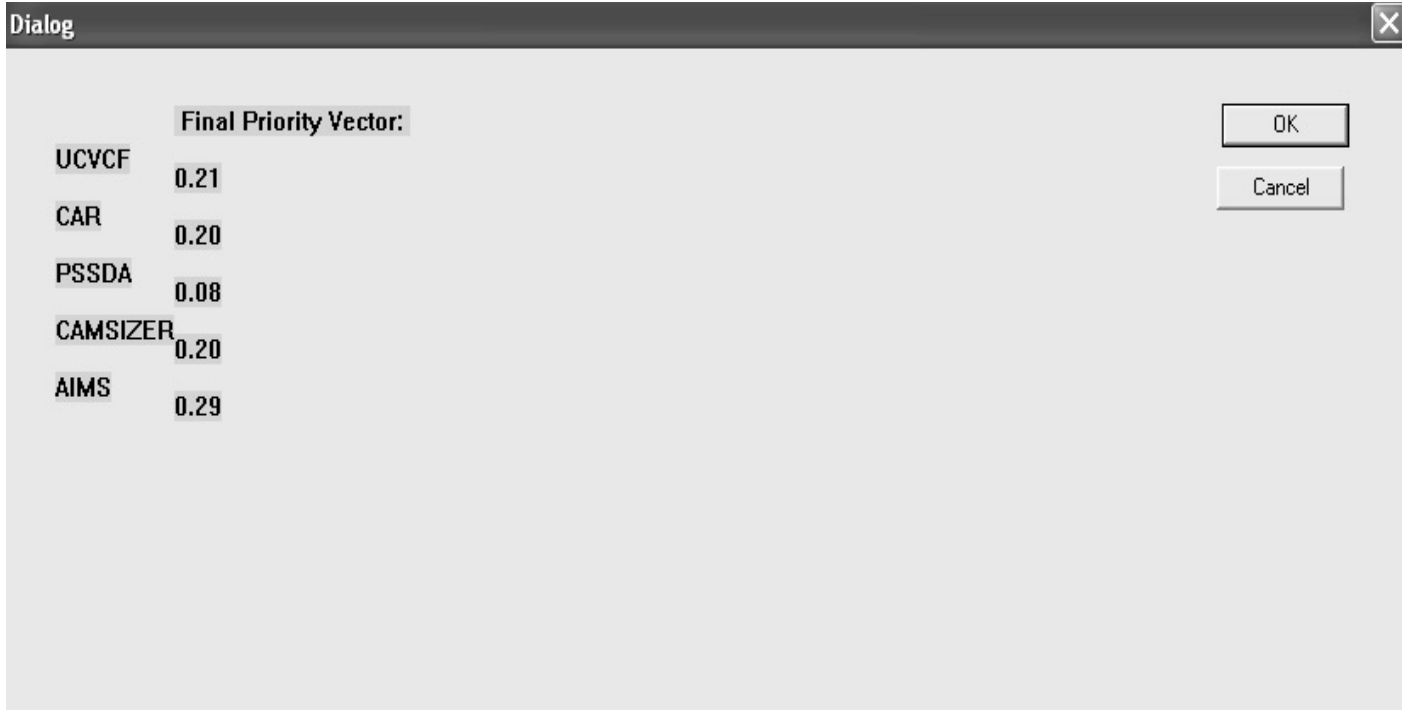 Dialog
Final Priority Vector:
OK
UCVCF
0.21
Cancel
CAR
0.20
PSSDA
0.08
CAMSIZER
0.20
AIMS
0.29